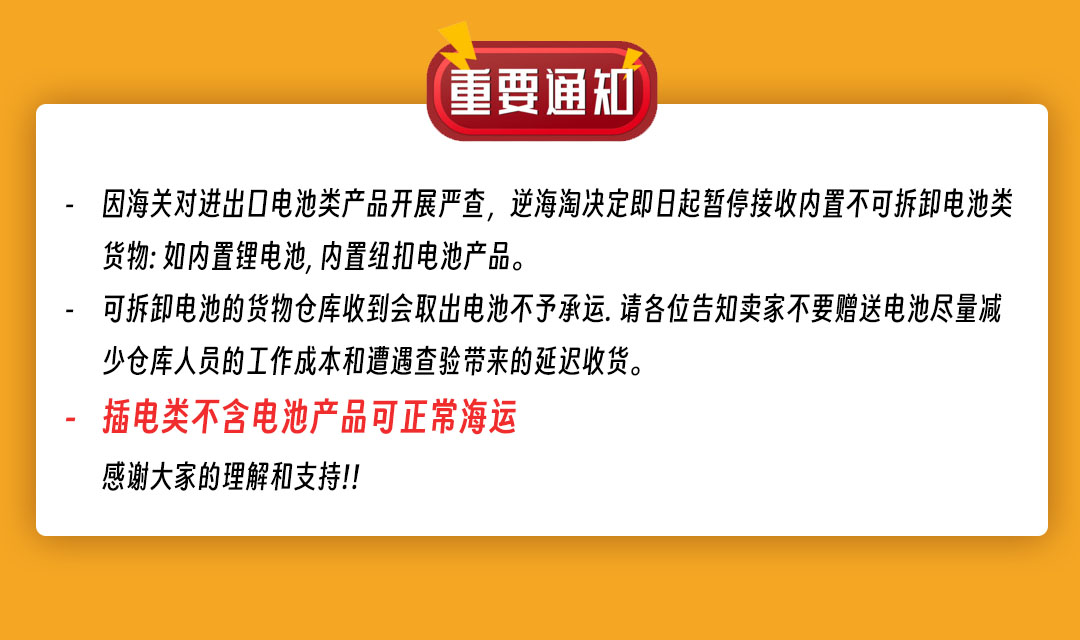 重要通知
- 因海关对进出口电池类产品开展严查，逆海淘决定即日起暂停接收内置不可拆卸电池类
货物: 如内置锂电池, 内置纽扣电池产品。
- 可拆卸电池的货物仓库收到会取出电池不予承运. 请各位告知卖家不要赠送电池尽量减
少仓库人员的工作成本和遭遇查验带来的延迟收货。
- 插电类不含电池产品可正常海运
感谢大家的理解和支持!!